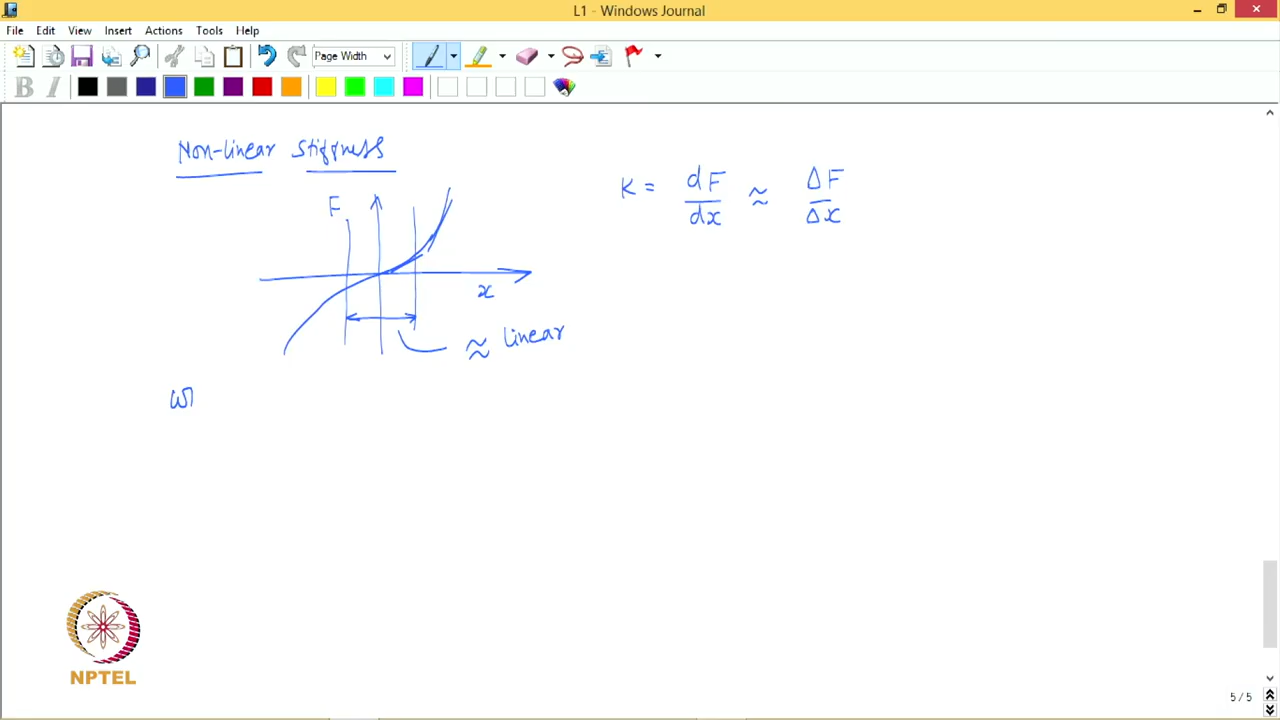 L1 - Windows Journal
File Edit View Insert Actions Tools Help
Page Width
B I
Non-linear Stiffness
K = dF/dx ≈ ΔF/Δx
F
x
≈ linear
NPTEL
5 / 5